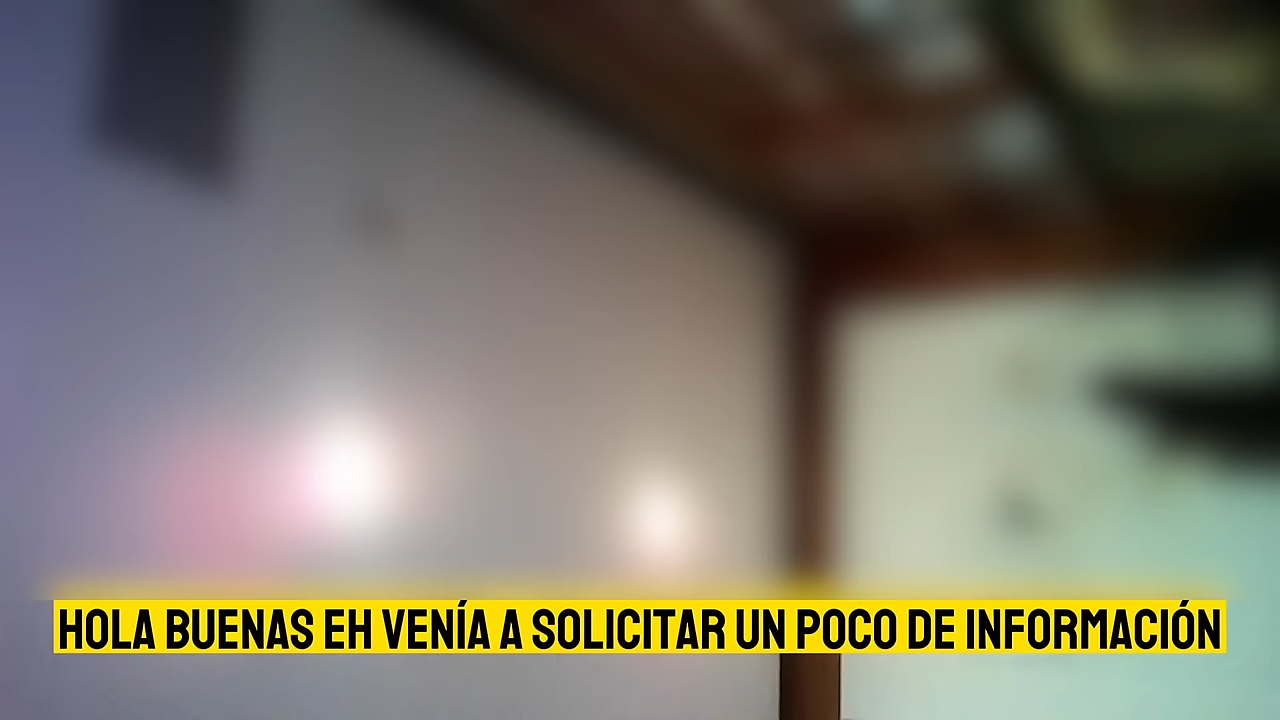 HOLA BUENAS EH VENÍA A SOLICITAR UN POCO DE INFORMACIÓN